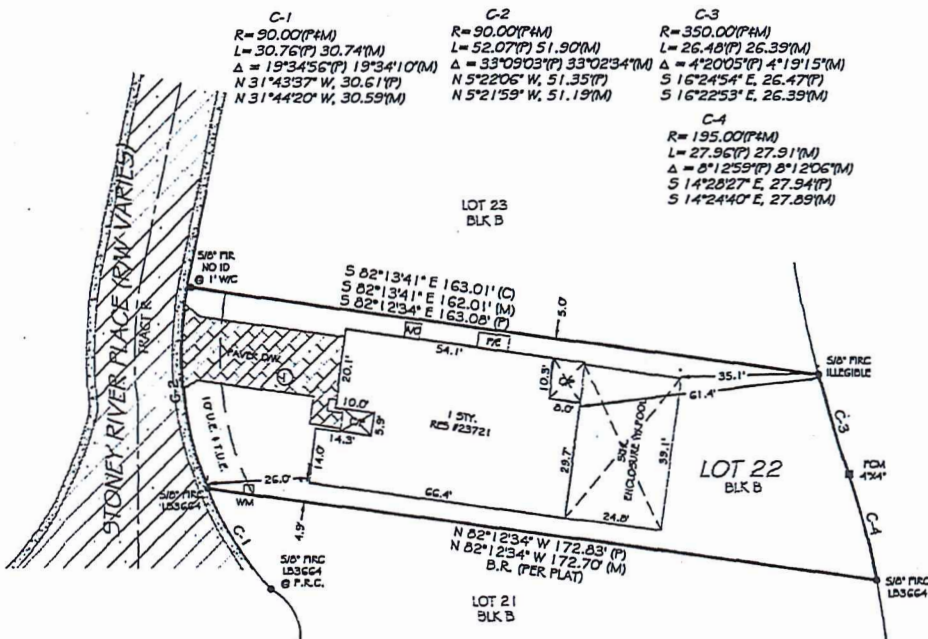 C-1
R= 90.00'(P&M)
L= 30.76'(P) 30.74'(M)
Δ = 19°34'56"(P) 19°34'10"(M)
N 31°43'37" W, 30.61'(P)
N 31°44'20" W, 30.59'(M)
C-2
R= 90.00'(P&M)
L= 52.07'(P) 51.90'(M)
Δ = 33°09'03"(P) 33°02'34"(M)
N 5°22'06" W, 51.35'(P)
N 5°21'59" W, 51.19'(M)
C-3
R= 350.00'(P&M)
L= 26.48'(P) 26.39'(M)
Δ = 4°20'05"(P) 4°19'15"(M)
S 16°24'54" E, 26.47'(P)
S 16°22'53" E, 26.39'(M)
C-4
R= 195.00'(P&M)
L= 27.96'(P) 27.91'(M)
Δ = 8°12'59"(P) 8°12'06"(M)
S 14°28'27" E, 27.94'(P)
S 14°24'40" E, 27.89'(M)
STONEY RIVER PLACE (R/W VARIES)
TRACT R
LOT 23
BLK B
5/8" FIR
NO ID
@ 1' W/C
S 82°13'41" E 163.01' (C)
S 82°13'41" E 162.01' (M)
S 82°12'34" E 163.08' (P)
5.0'
A/C
P/E
5/8" FIRC
ILLEGIBLE
PAVER D/W
20.1'
54.1'
10.3'
8.0'
35.1'
61.4'
C-2
10' U.E. & T.U.E.
10.0'
5.9'
14.3'
14.0'
1 STY.
RES #23721
29.7'
SCR.
ENCLOSURE W/POOL
39.1'
LOT 22
BLK B
C-3
PCM
4"X4"
C-4
26.0'
WM
5/8" FIRC
LB3664
4.9'
66.4'
24.8'
N 82°12'34" W 172.83' (P)
N 82°12'34" W 172.70' (M)
B.R. (PER PLAT)
C-1
5/8" FIRC
LB3664
@ P.R.C.
5/8" FIRC
LB3664
LOT 21
BLK B